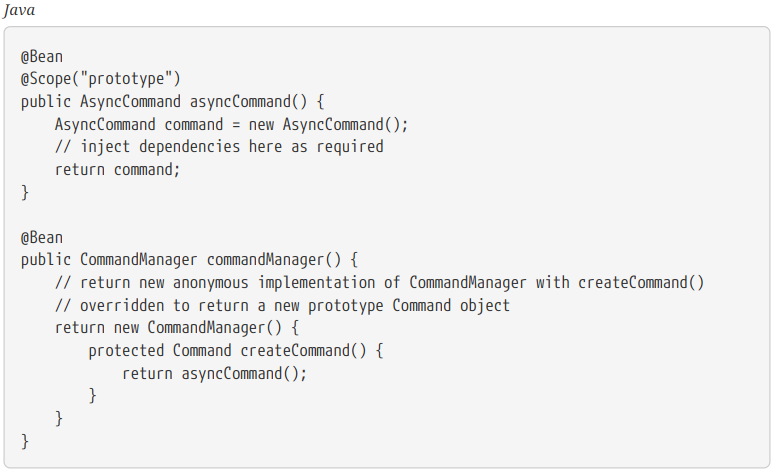 Java
@Bean
@Scope("prototype")
public AsyncCommand asyncCommand() {
    AsyncCommand command = new AsyncCommand();
    // inject dependencies here as required
    return command;
}

@Bean
public CommandManager commandManager() {
    // return new anonymous implementation of CommandManager with createCommand()
    // overridden to return a new prototype Command object
    return new CommandManager() {
        protected Command createCommand() {
            return asyncCommand();
        }
    }
}